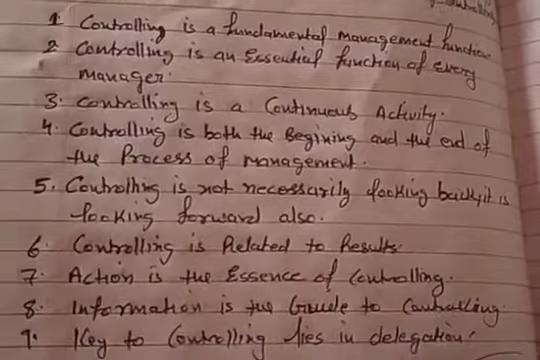 Controlling
1. Controlling is a fundamental management function
2. Controlling is an Essential function of every
manager.
3. Controlling is a Continuous Activity.
4. Controlling is both the Begining and the end of
the Process of management.
5. Controlling is not necessarily looking back, it is
looking forward also.
6. Controlling is Related to Results.
7. Action is the Essence of Controlling.
8. Information is the Guide to Controlling.
9. Key to Controlling lies in delegation.